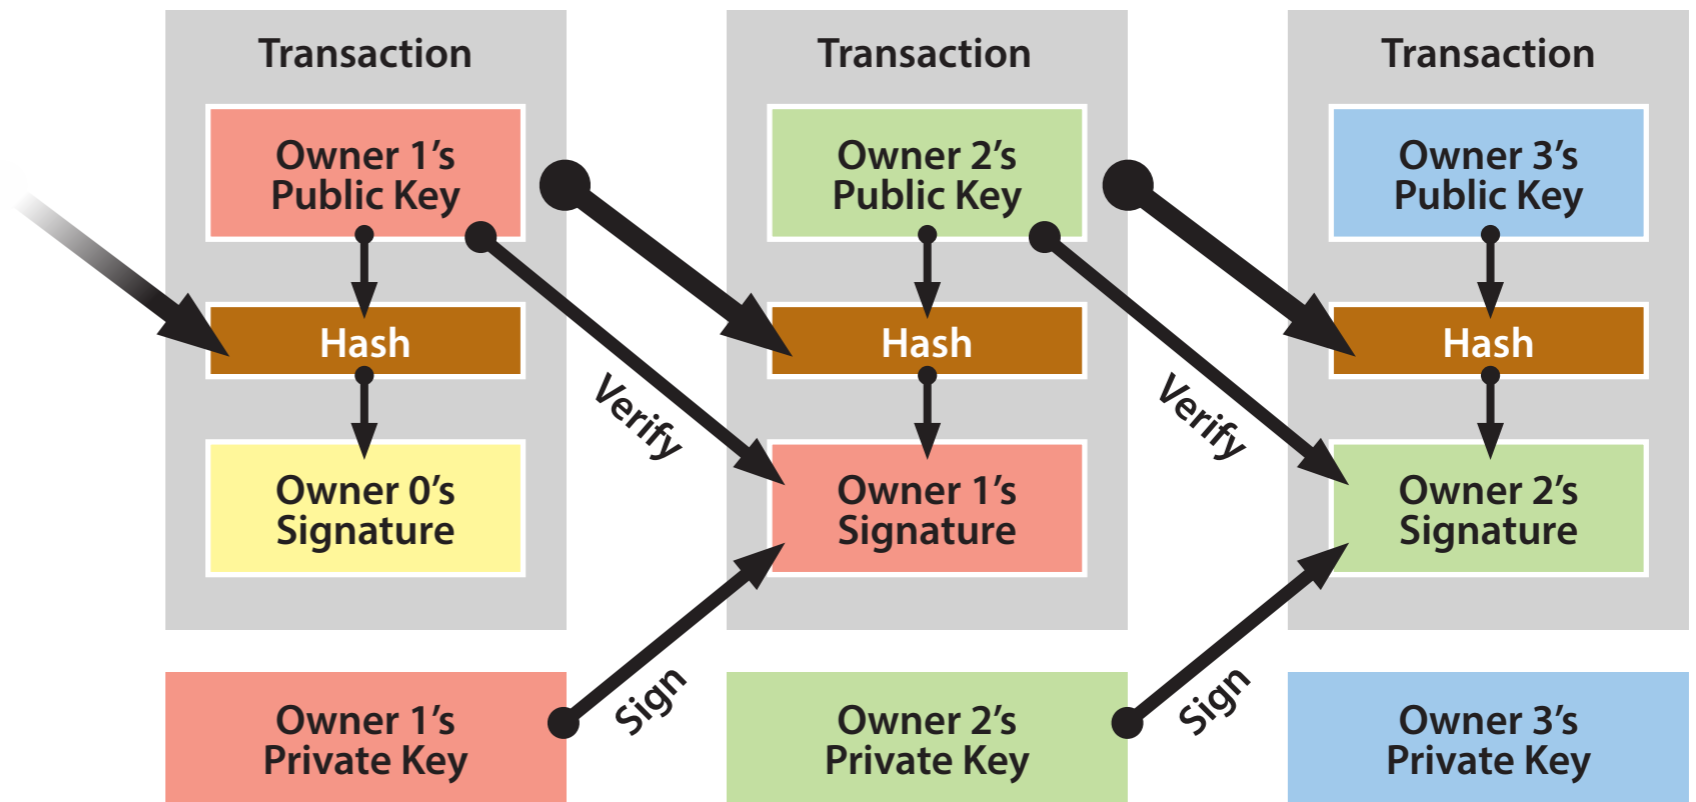 Transaction
Owner 1’s
Public Key
Hash
Owner 0’s
Signature
Owner 1’s
Private Key
Verify
Sign
Transaction
Owner 2’s
Public Key
Hash
Owner 1’s
Signature
Owner 2’s
Private Key
Verify
Sign
Transaction
Owner 3’s
Public Key
Hash
Owner 2’s
Signature
Owner 3’s
Private Key